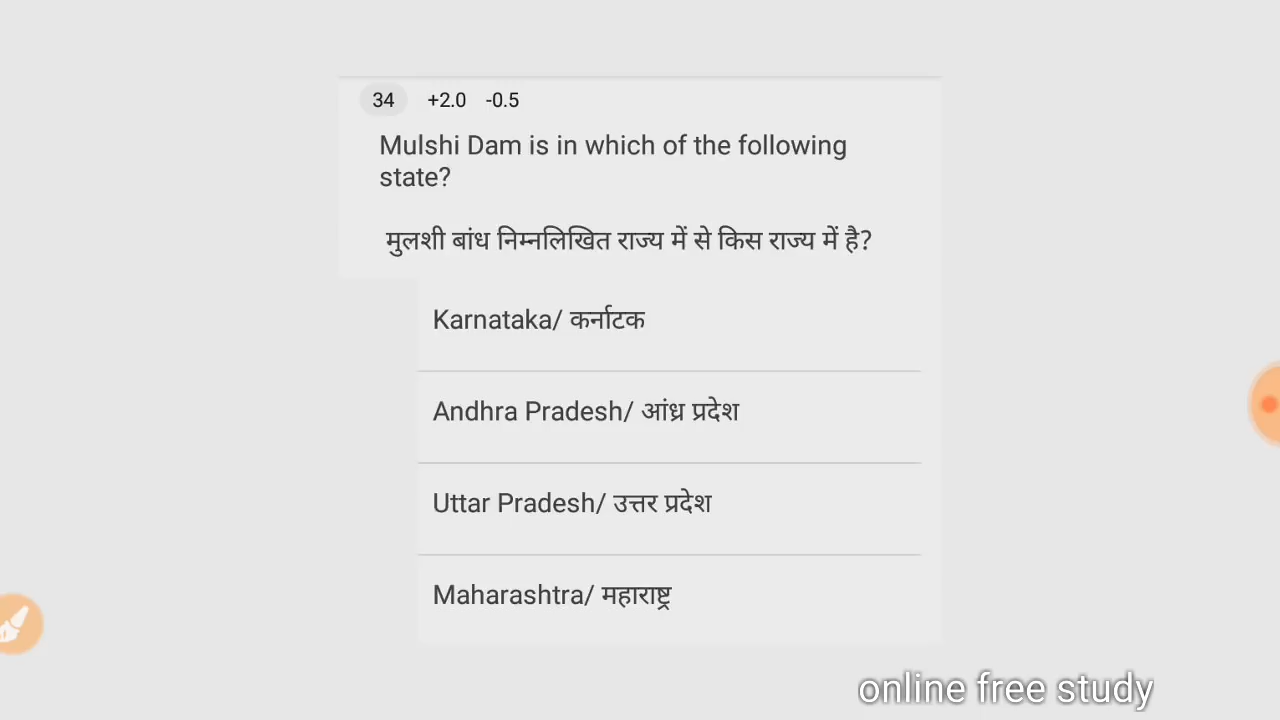 34 +2.0 -0.5
Mulshi Dam is in which of the following
state?
मुलशी बांध निम्नलिखित राज्य में से किस राज्य में है?
Karnataka/ कर्नाटक
Andhra Pradesh/ आंध्र प्रदेश
Uttar Pradesh/ उत्तर प्रदेश
Maharashtra/ महाराष्ट्र
online free study